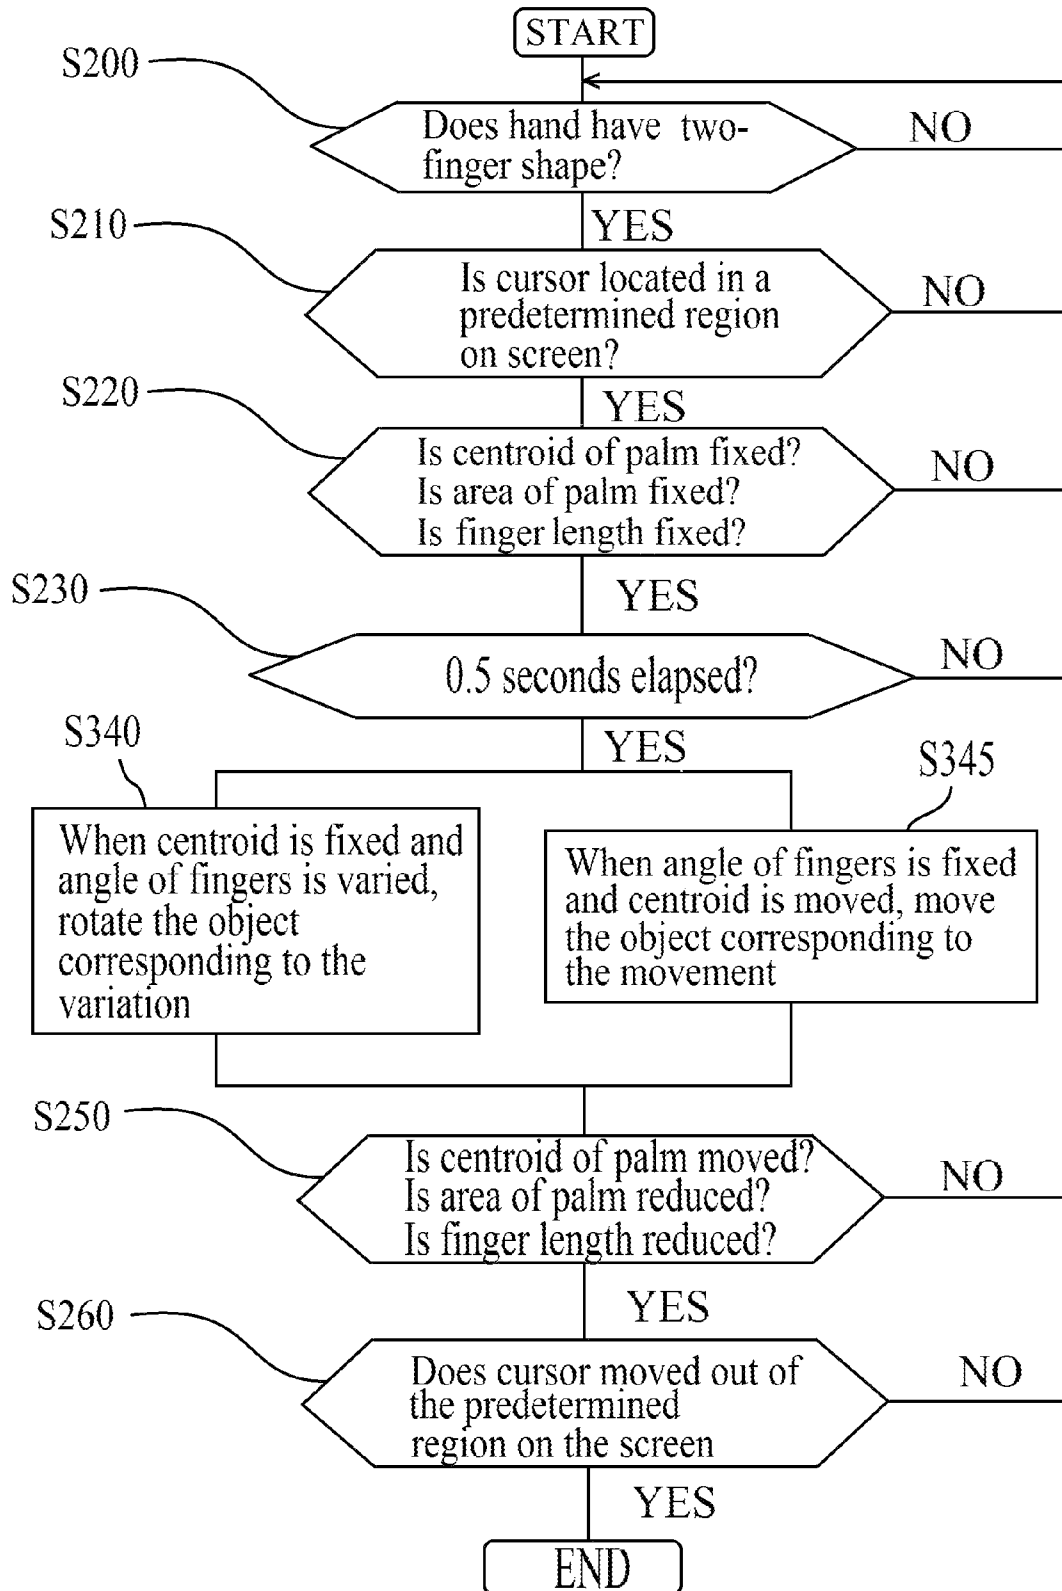 START
S200
Does hand have two-
finger shape?
NO
YES
S210
Is cursor located in a
predetermined region
on screen?
NO
YES
S220
Is centroid of palm fixed?
Is area of palm fixed?
Is finger length fixed?
NO
YES
S230
0.5 seconds elapsed?
NO
YES
S340
When centroid is fixed and
angle of fingers is varied,
rotate the object
corresponding to the
variation
S345
When angle of fingers is fixed
and centroid is moved, move
the object corresponding to
the movement
S250
Is centroid of palm moved?
Is area of palm reduced?
Is finger length reduced?
NO
YES
S260
Does cursor moved out of
the predetermined
region on the screen
NO
YES
END